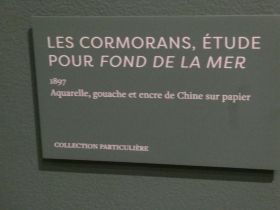 LES CORMORANS, ÉTUDE
POUR FOND DE LA MER
1897
Aquarelle, gouache et encre de Chine sur papier
COLLECTION PARTICULIÈRE